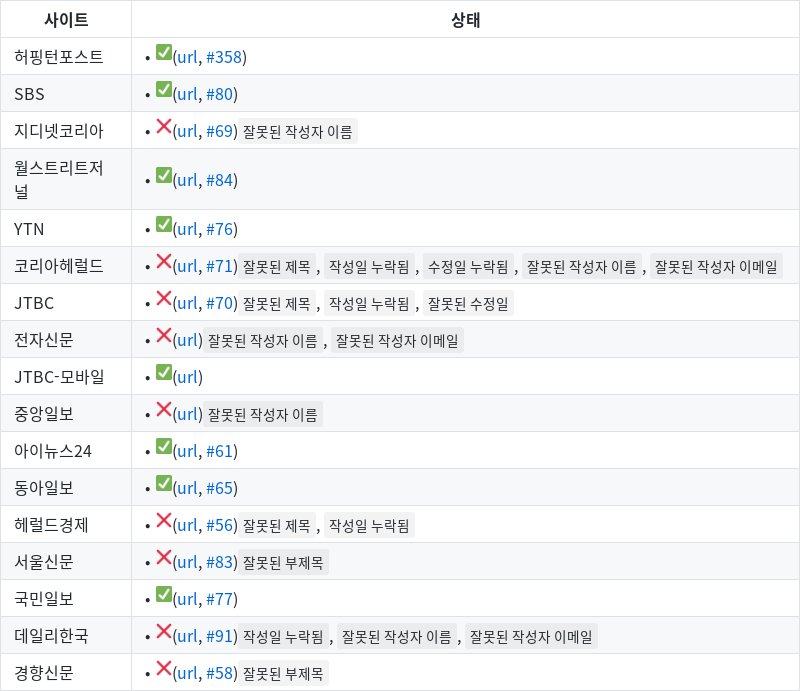 사이트 상태
허핑턴포스트 • ✅(url, #358)
SBS • ✅(url, #80)
지디넷코리아 • ❌(url, #69) 잘못된 작성자 이름
월스트리트저
널 • ✅(url, #84)
YTN • ✅(url, #76)
코리아헤럴드 • ❌(url, #71) 잘못된 제목 , 작성일 누락됨 , 수정일 누락됨 , 잘못된 작성자 이름 , 잘못된 작성자 이메일
JTBC • ❌(url, #70) 잘못된 제목 , 작성일 누락됨 , 잘못된 수정일
전자신문 • ❌(url) 잘못된 작성자 이름 , 잘못된 작성자 이메일
JTBC-모바일 • ✅(url)
중앙일보 • ❌(url) 잘못된 작성자 이름
아이뉴스24 • ✅(url, #61)
동아일보 • ✅(url, #65)
헤럴드경제 • ❌(url, #56) 잘못된 제목 , 작성일 누락됨
서울신문 • ❌(url, #83) 잘못된 부제목
국민일보 • ✅(url, #77)
데일리한국 • ❌(url, #91) 작성일 누락됨 , 잘못된 작성자 이름 , 잘못된 작성자 이메일
경향신문 • ❌(url, #58) 잘못된 부제목